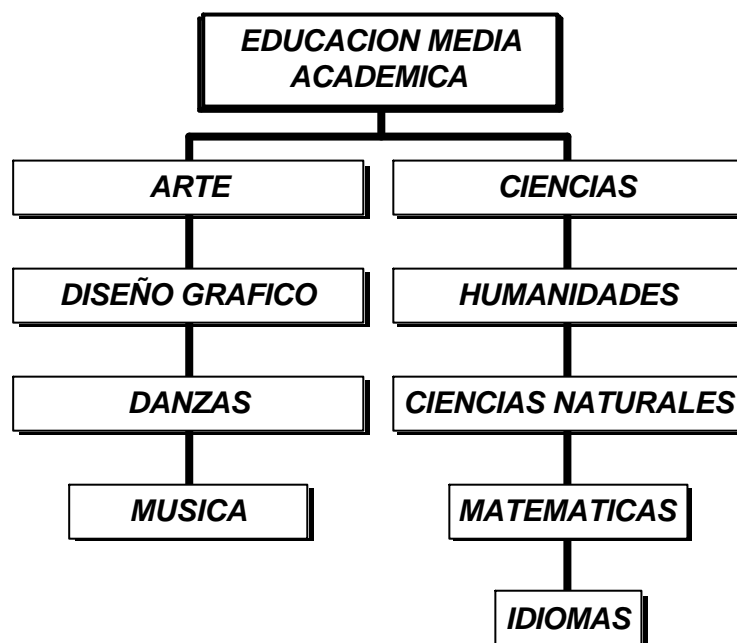 EDUCACION MEDIA
ACADEMICA
ARTE
CIENCIAS
DISEÑO GRAFICO
HUMANIDADES
DANZAS
CIENCIAS NATURALES
MUSICA
MATEMATICAS
IDIOMAS